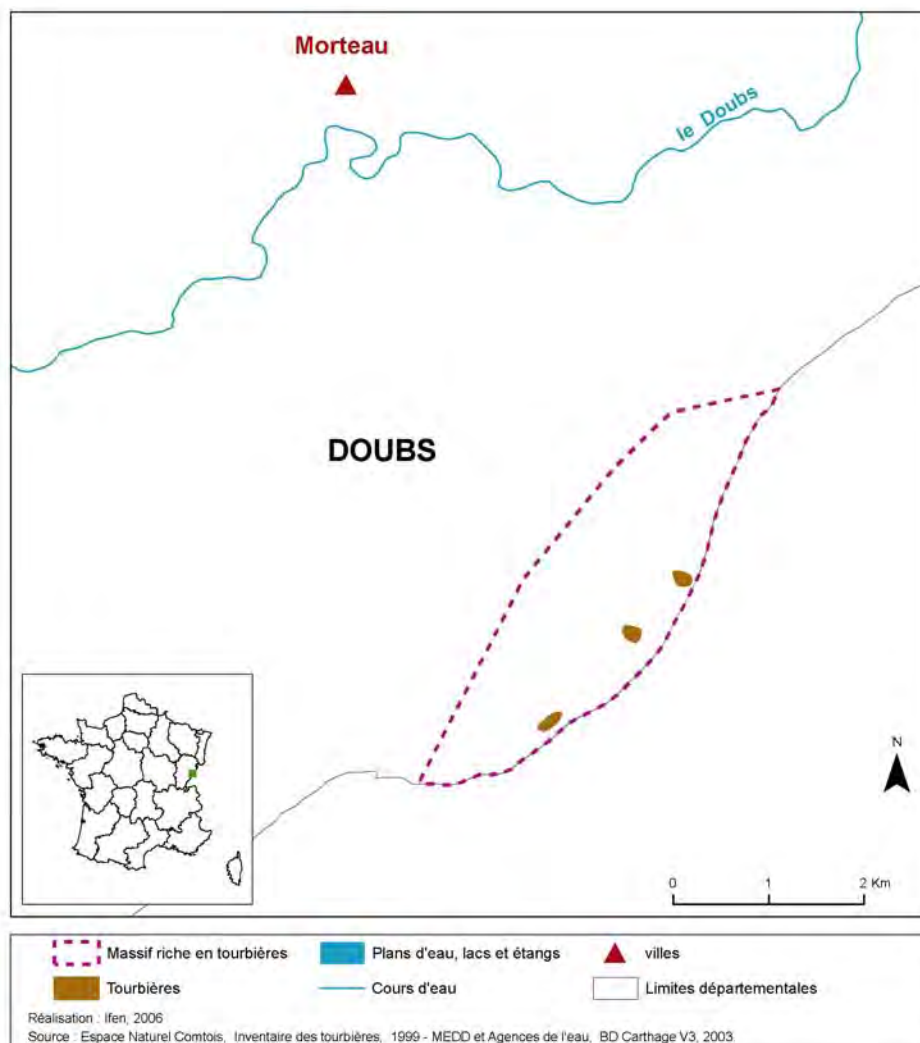 Morteau
le Doubs
DOUBS
N
0 1 2 Km
Massif riche en tourbières
Plans d'eau, lacs et étangs
villes
Tourbières
Cours d'eau
Limites départementales
Réalisation : Ifen, 2006
Source : Espace Naturel Comtois, Inventaire des tourbières, 1999 - MEDD et Agences de l'eau, BD Carthage V3, 2003